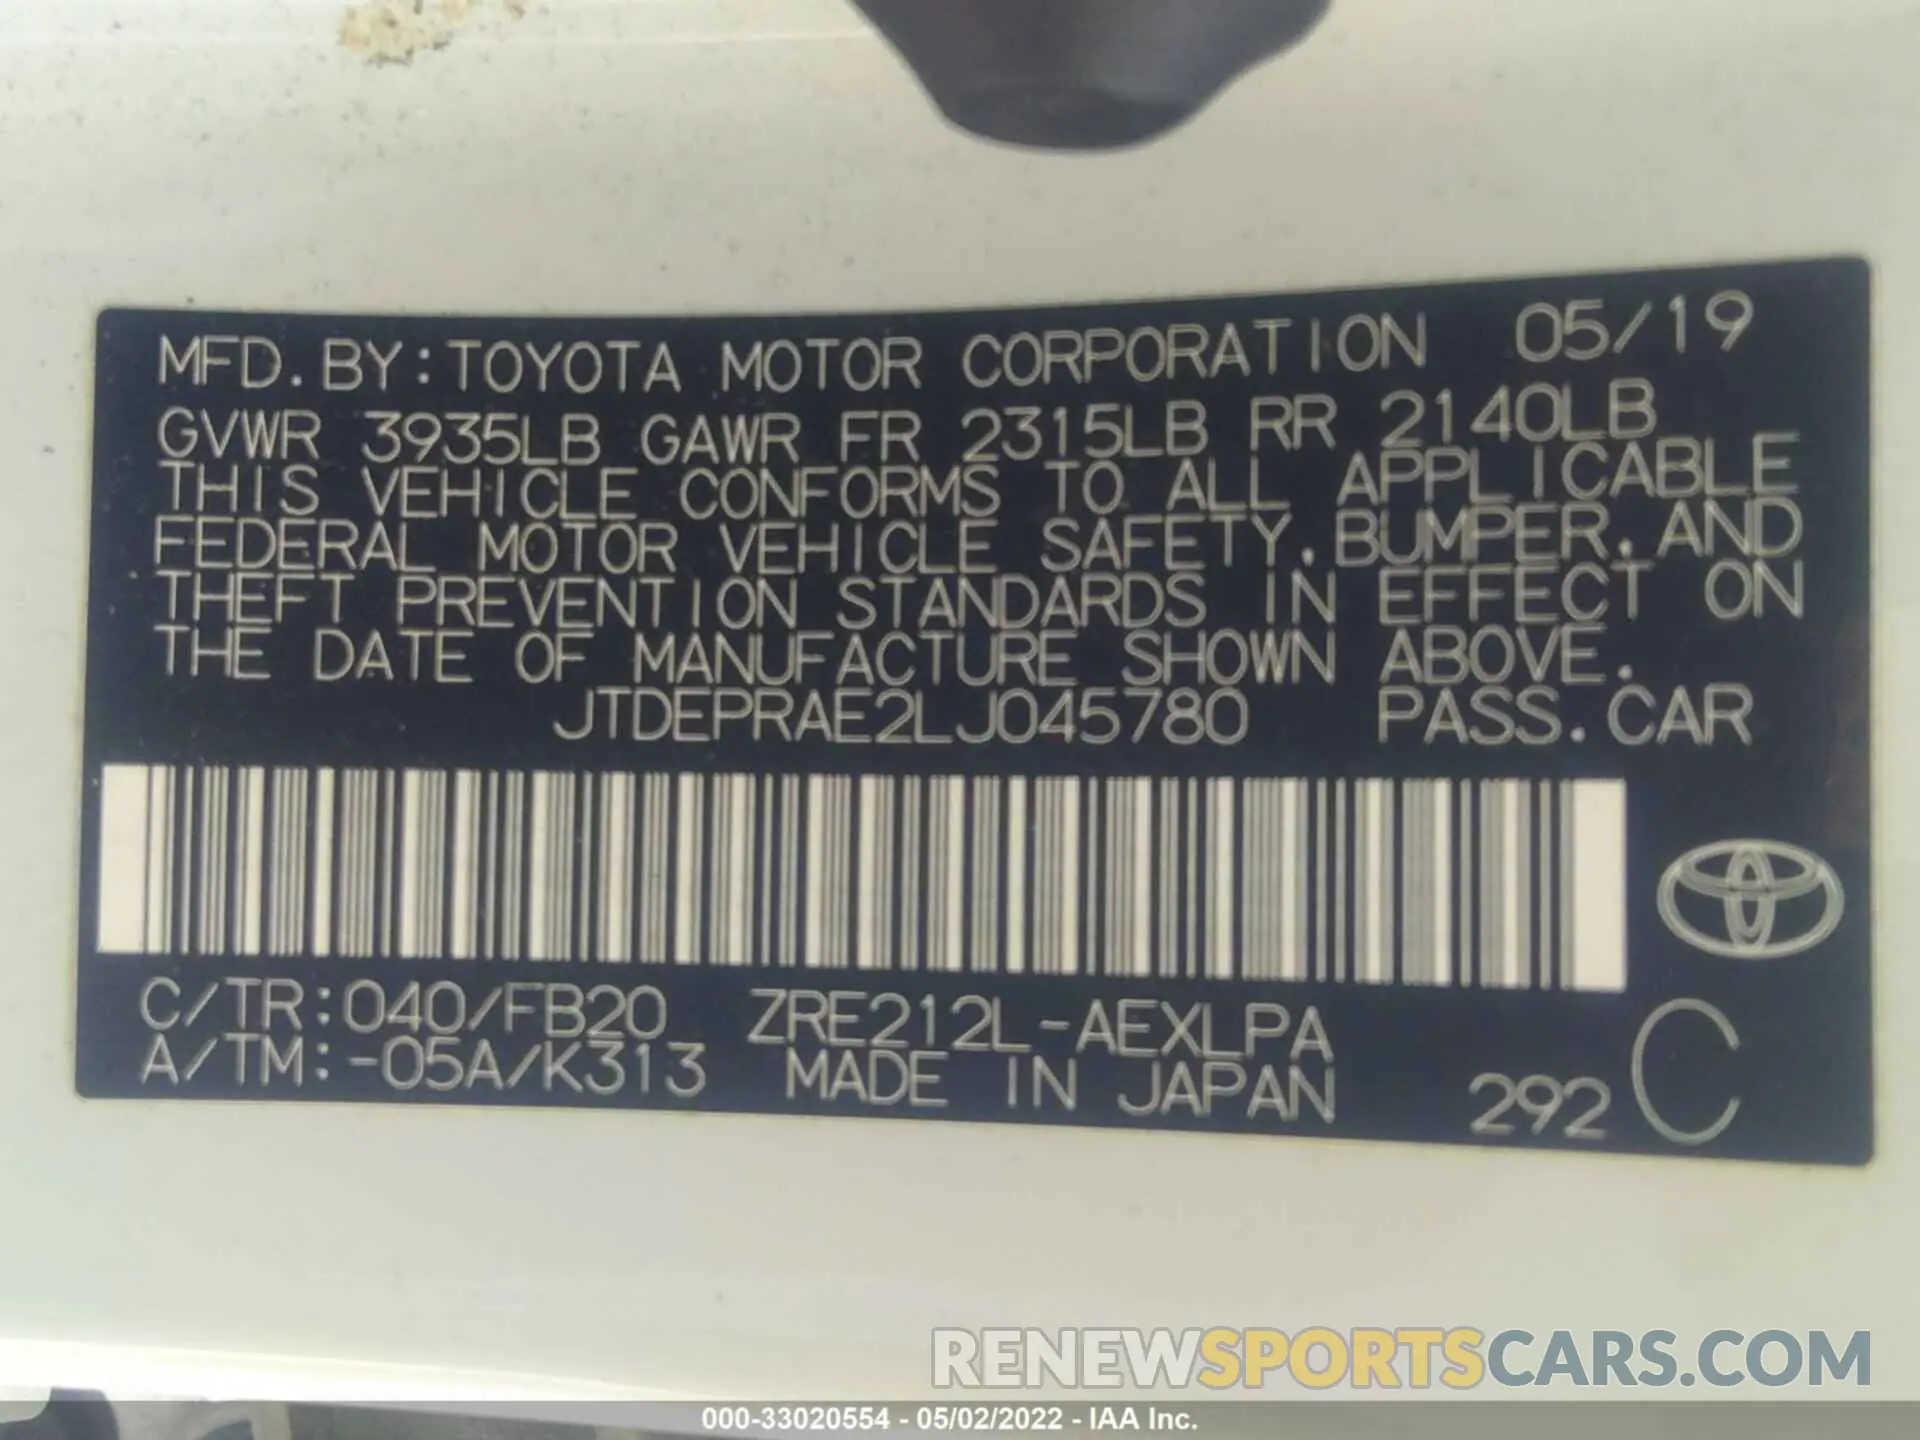 MFD.BY:TOYOTA MOTOR CORPORATION 05/19
GVWR 3935LB GAWR FR 2315LB RR 2140LB
THIS VEHICLE CONFORMS TO ALL APPLICABLE
FEDERAL MOTOR VEHICLE SAFETY,BUMPER,AND
THEFT PREVENTION STANDARDS IN EFFECT ON
THE DATE OF MANUFACTURE SHOWN ABOVE.
JTDEPRAE2LJ045780 PASS.CAR
C/TR:040/FB20 ZRE212L-AEXLPA
A/TM:-05A/K313 MADE IN JAPAN 292 C
RENEWSPORTSCARS.COM
000-33020554 - 05/02/2022 - IAA Inc.